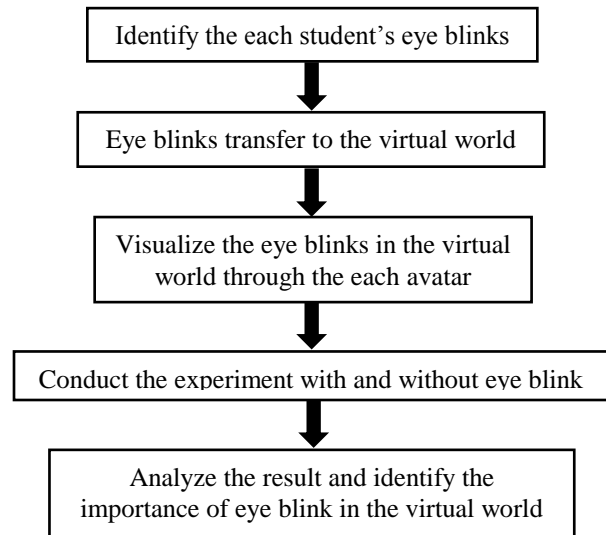 Identify the each student's eye blinks
Eye blinks transfer to the virtual world
Visualize the eye blinks in the virtual
world through the each avatar
Conduct the experiment with and without eye blink
Analyze the result and identify the
importance of eye blink in the virtual world